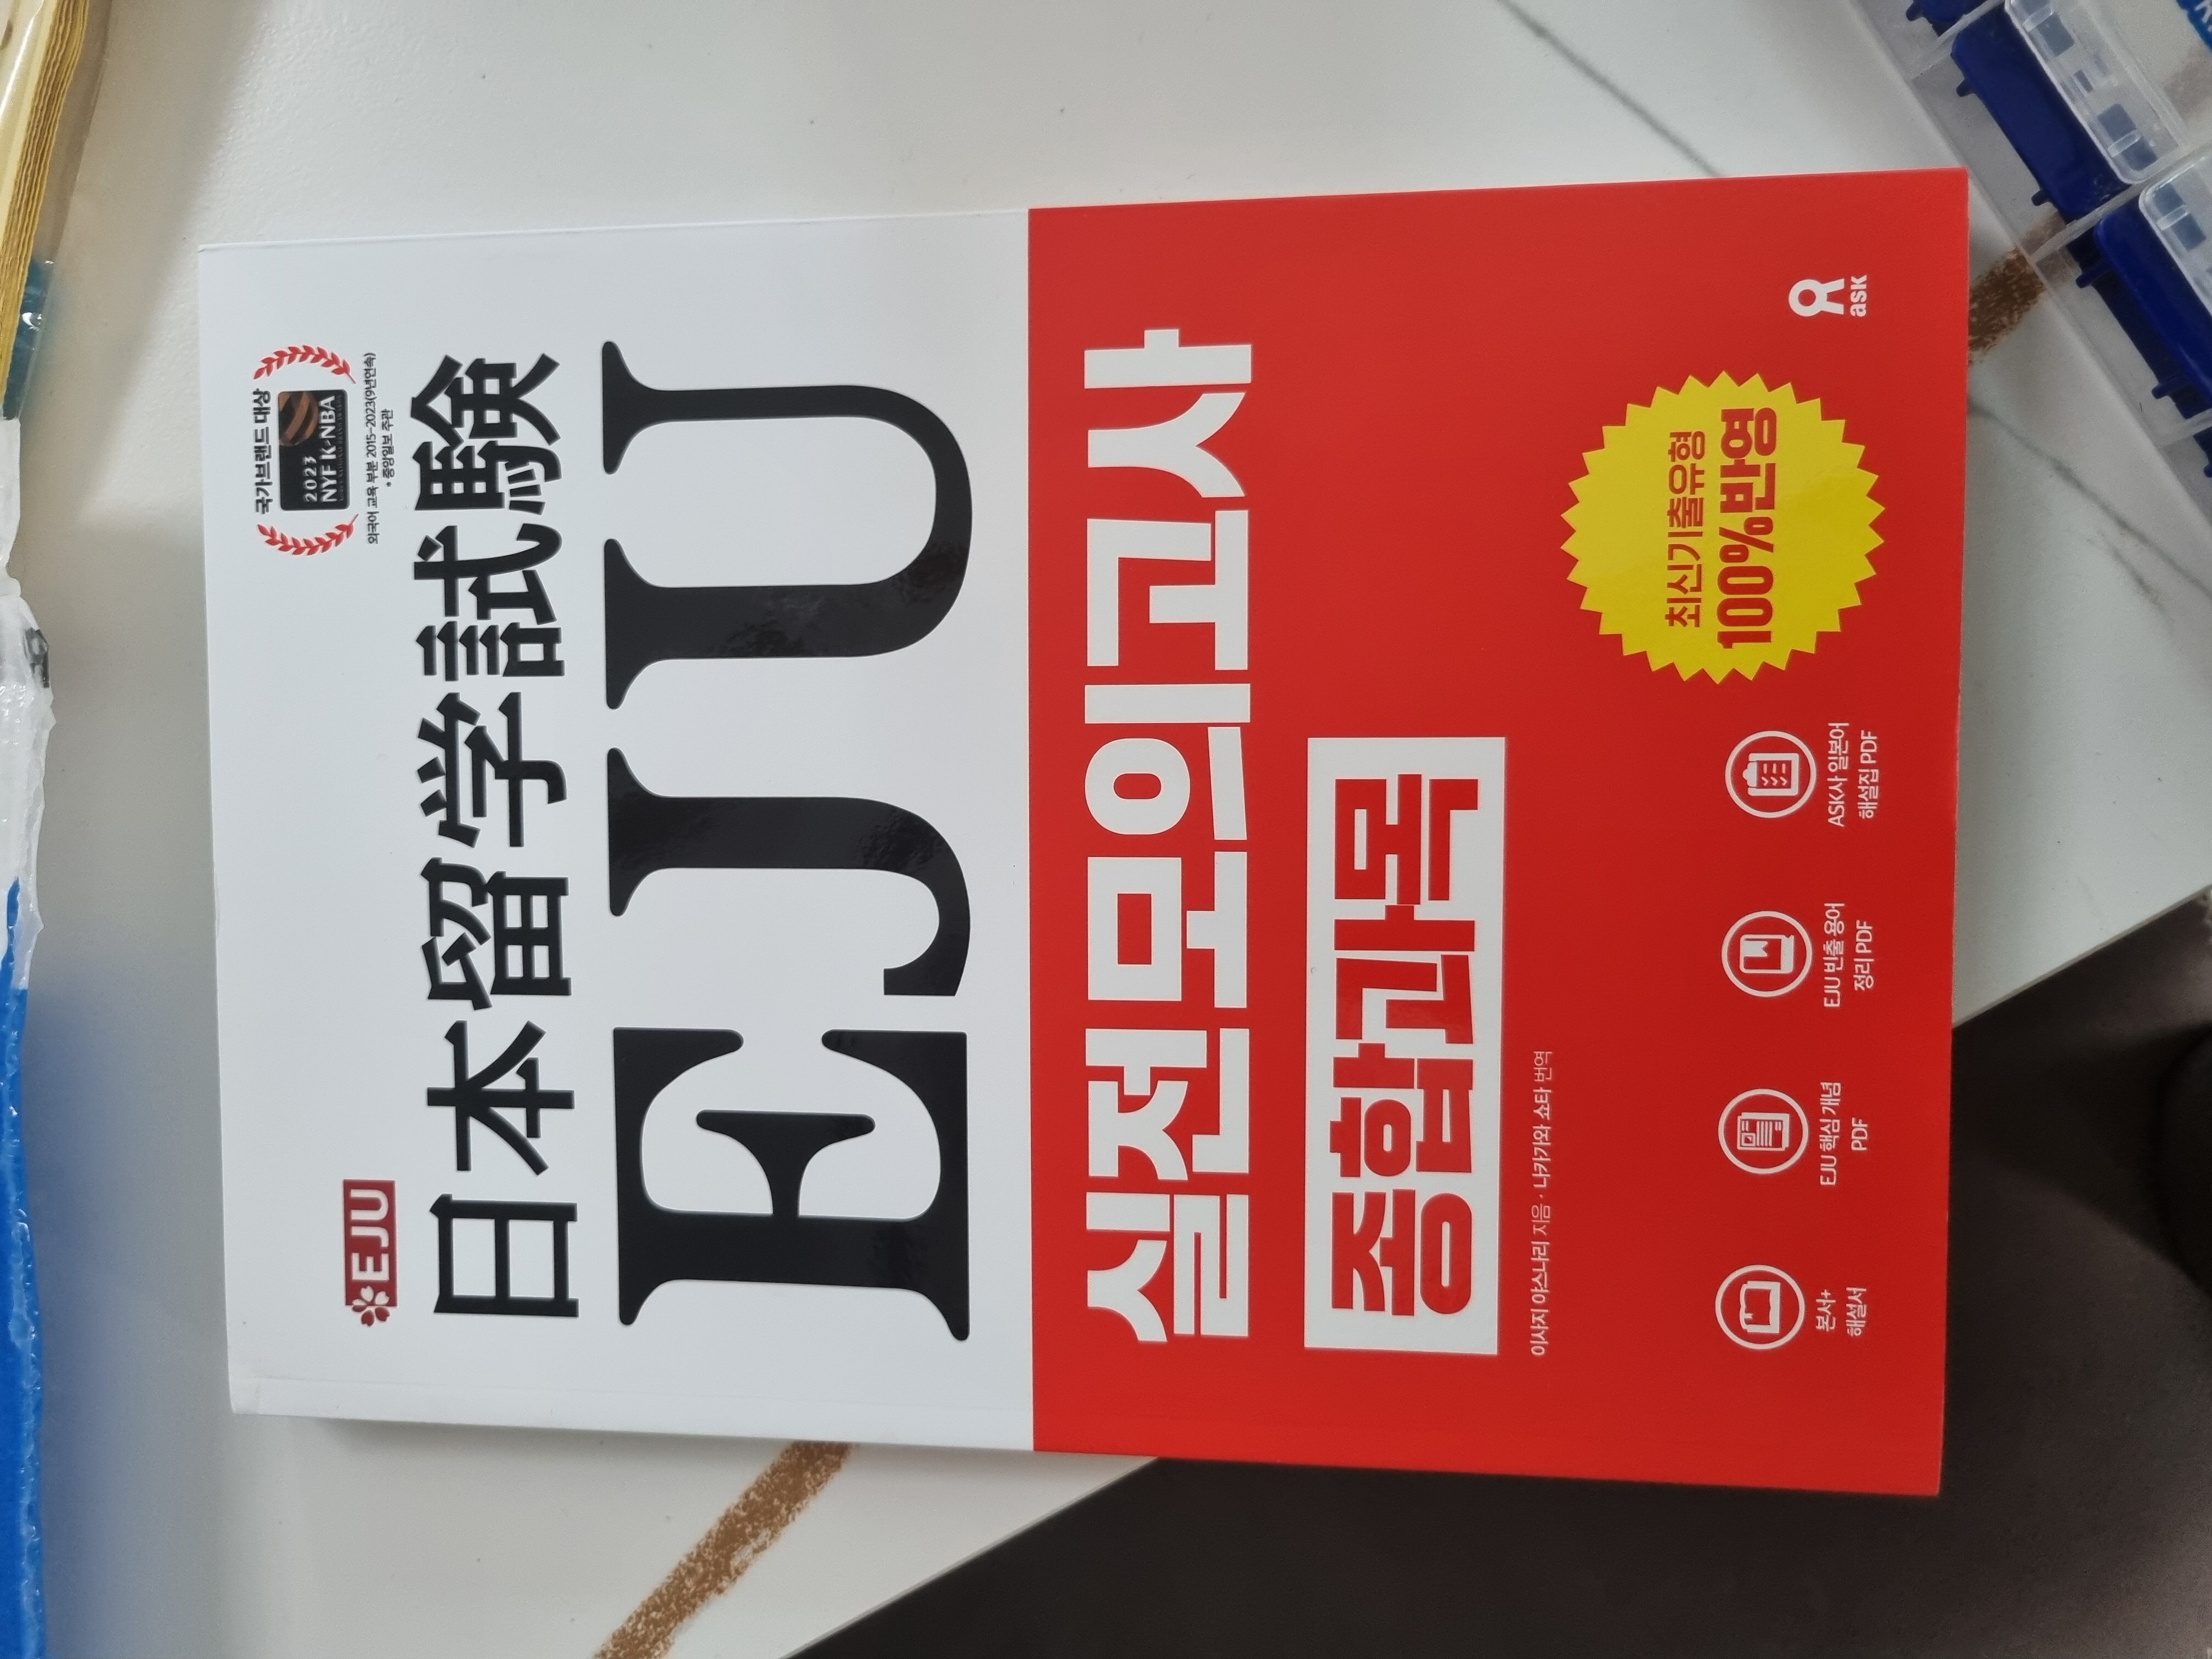 국가브랜드 대상
2023
NYF K-NBA
외국어 교육 부분 2015-2023(9년연속)
* 중앙일보 주관
EJU
日本留学試験
EJU
실전모의고사
종합과목
이사지 야스나리 지음 · 나카가와 쇼타 번역
최신기출유형
100%반영
본서+
해설서
EJU 핵심 개념
PDF
EJU 빈출 용어
정리 PDF
ASK사 일본어
해설집 PDF
ask